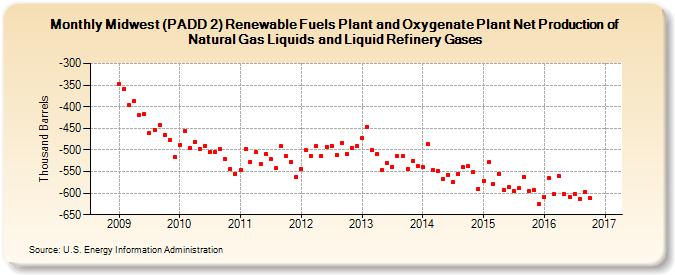 Monthly Midwest (PADD 2) Renewable Fuels Plant and Oxygenate Plant Net Production of
Natural Gas Liquids and Liquid Refinery Gases
Thousand Barrels
-300
-350
-400
-450
-500
-550
-600
-650
2009 2010 2011 2012 2013 2014 2015 2016 2017
Source: U.S. Energy Information Administration